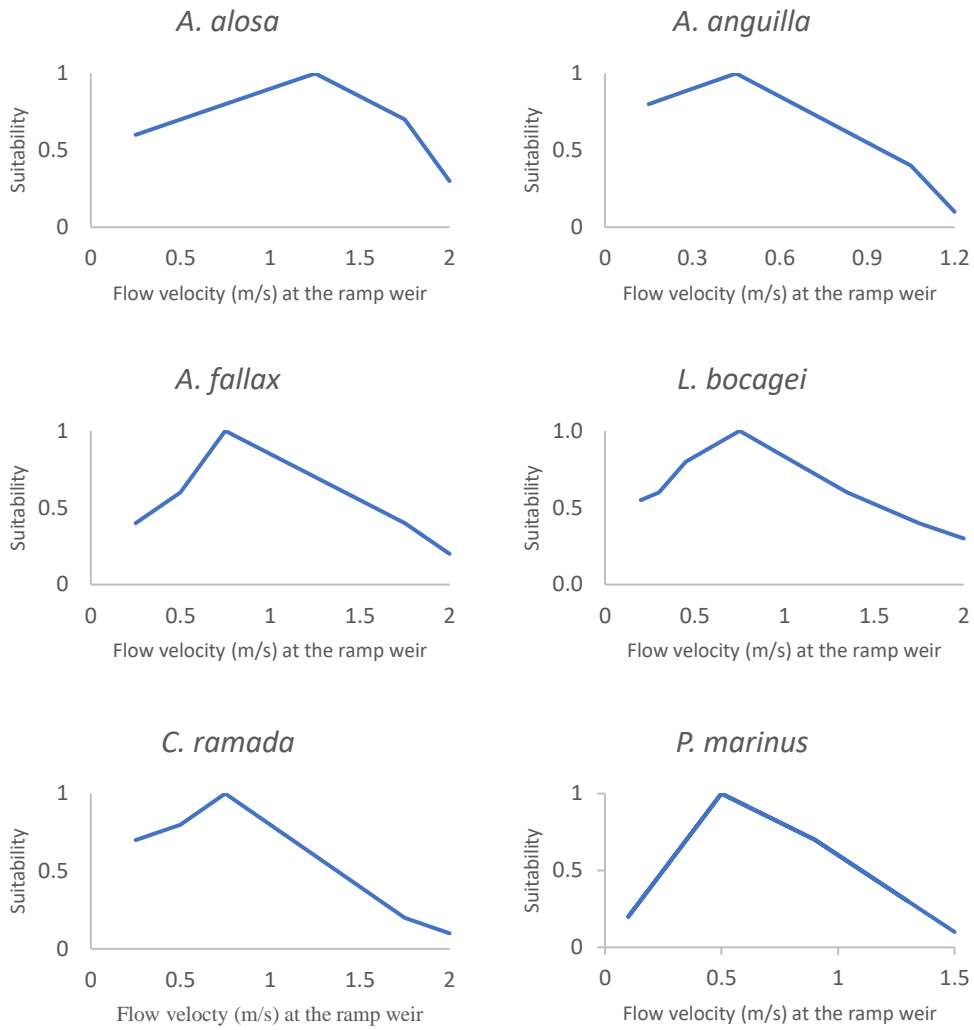 A. alosa
A. anguilla
Suitability
1
0.5
0
0 0.5 1 1.5 2
Flow velocity (m/s) at the ramp weir
Suitability
1
0.5
0
0 0.3 0.6 0.9 1.2
Flow velocity (m/s) at the ramp weir
A. fallax
L. bocagei
Suitability
1
0.5
0
0 0.5 1 1.5 2
Flow velocity (m/s) at the ramp weir
Suitability
1.0
0.5
0.0
0 0.5 1 1.5 2
Flow velocity (m/s) at the ramp weir
C. ramada
P. marinus
Suitability
1
0.5
0
0 0.5 1 1.5 2
Flow velocty (m/s) at the ramp weir
Suitability
1
0.5
0
0 0.5 1 1.5
Flow velocity (m/s) at the ramp weir